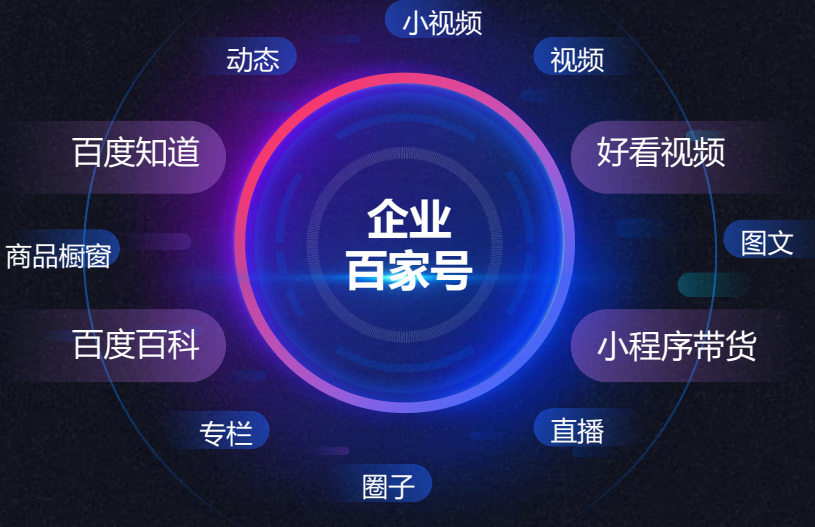 小视频
动态
视频
百度知道
好看视频
企业
百家号
图文
商品橱窗
百度百科
小程序带货
专栏
直播
圈子